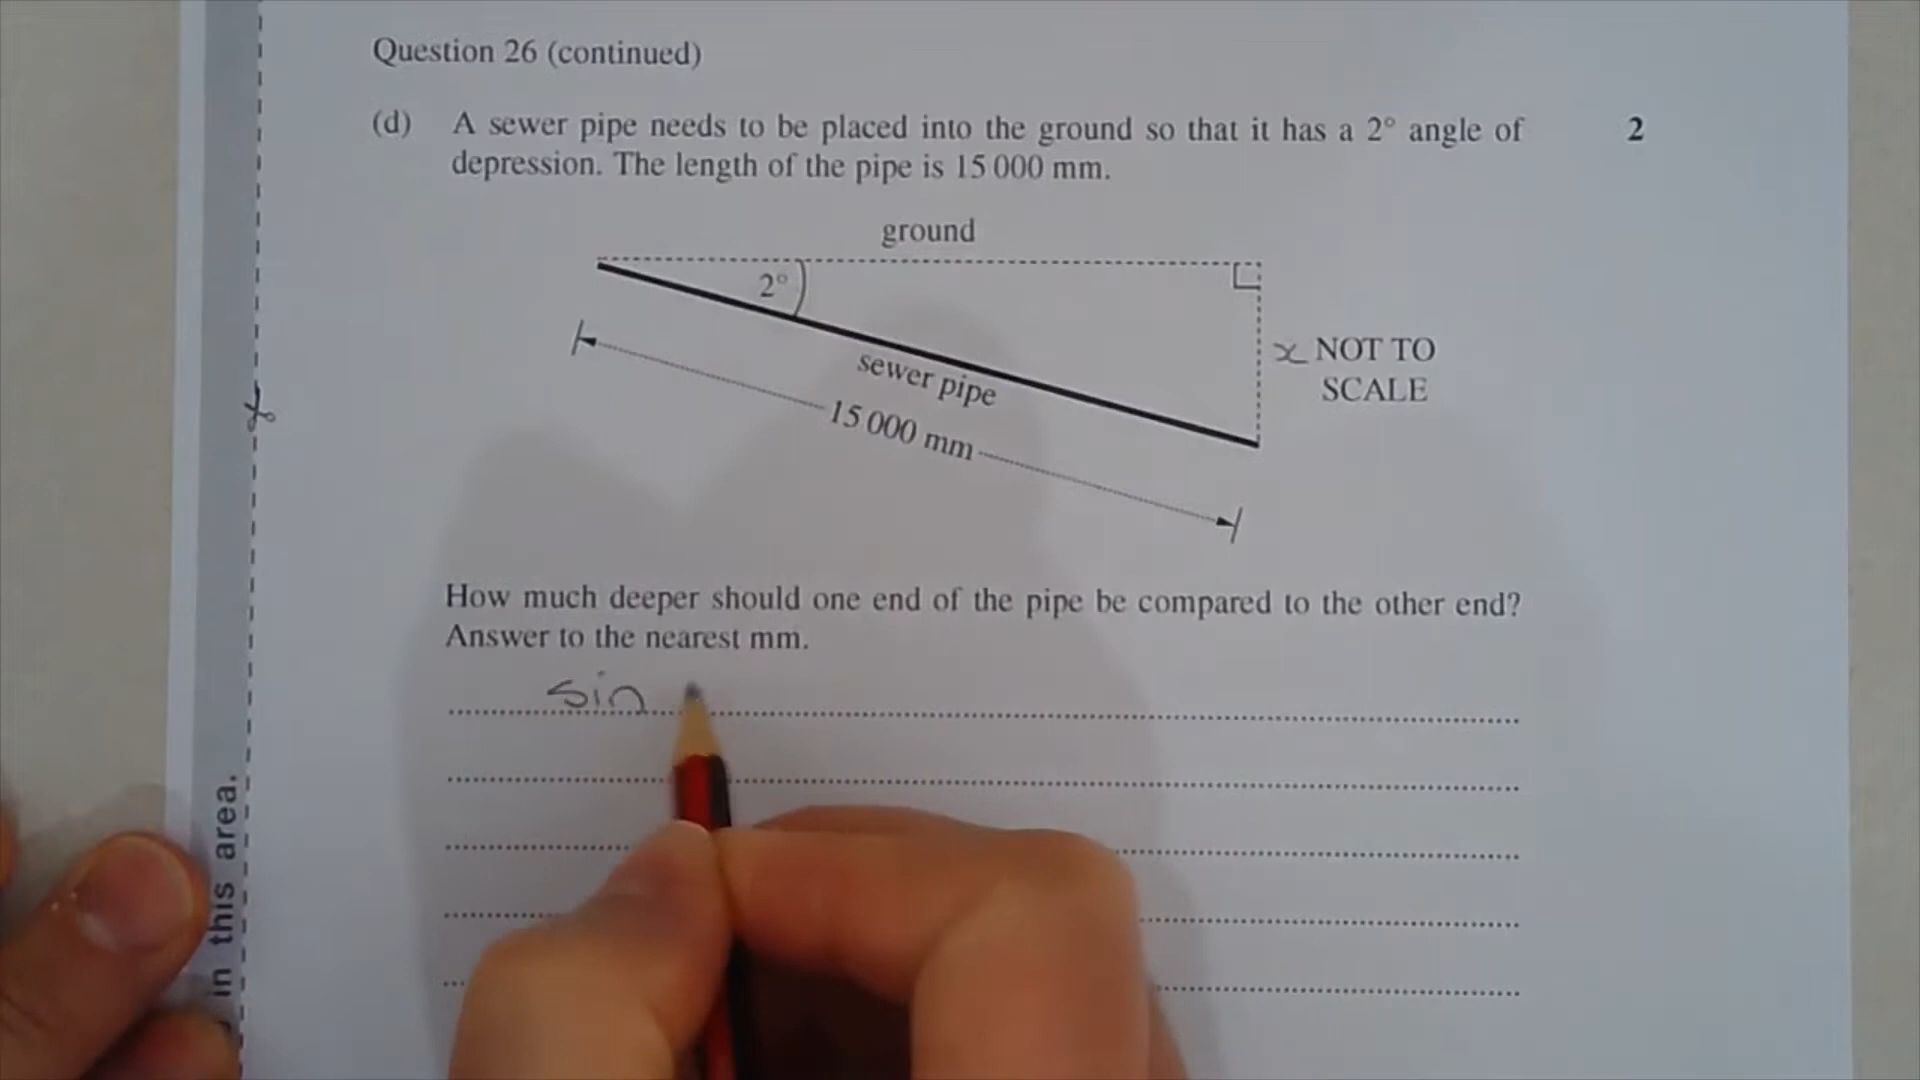 Question 26 (continued)
(d) A sewer pipe needs to be placed into the ground so that it has a 2° angle of 2
depression. The length of the pipe is 15 000 mm.
ground
2°
x NOT TO
SCALE
sewer pipe
15 000 mm
How much deeper should one end of the pipe be compared to the other end?
Answer to the nearest mm.
sin
in this area.